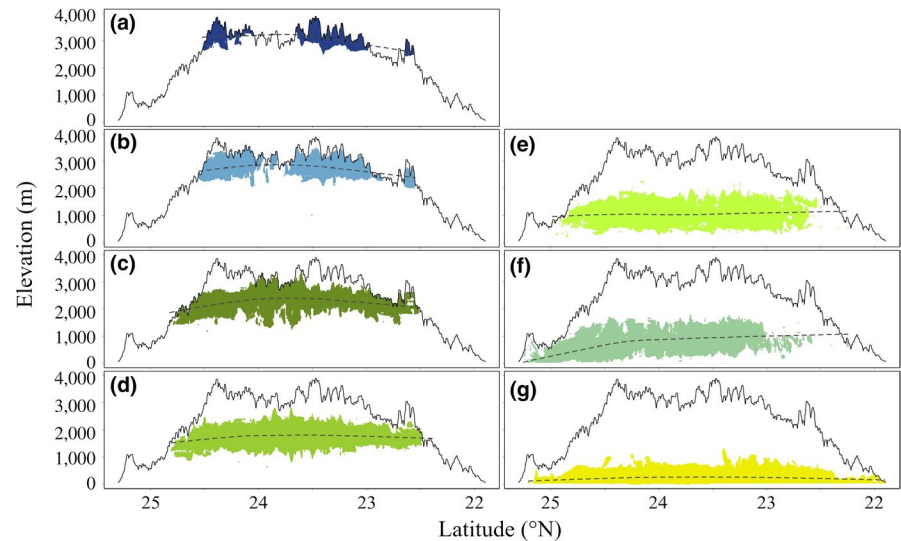 (a)
4,000
3,000
2,000
1,000
0
(b)
4,000
3,000
2,000
1,000
0
(c)
4,000
3,000
2,000
1,000
0
(d)
4,000
3,000
2,000
1,000
0
25 24 23 22
(e)
(f)
(g)
25 24 23 22
Elevation (m)
Latitude (°N)